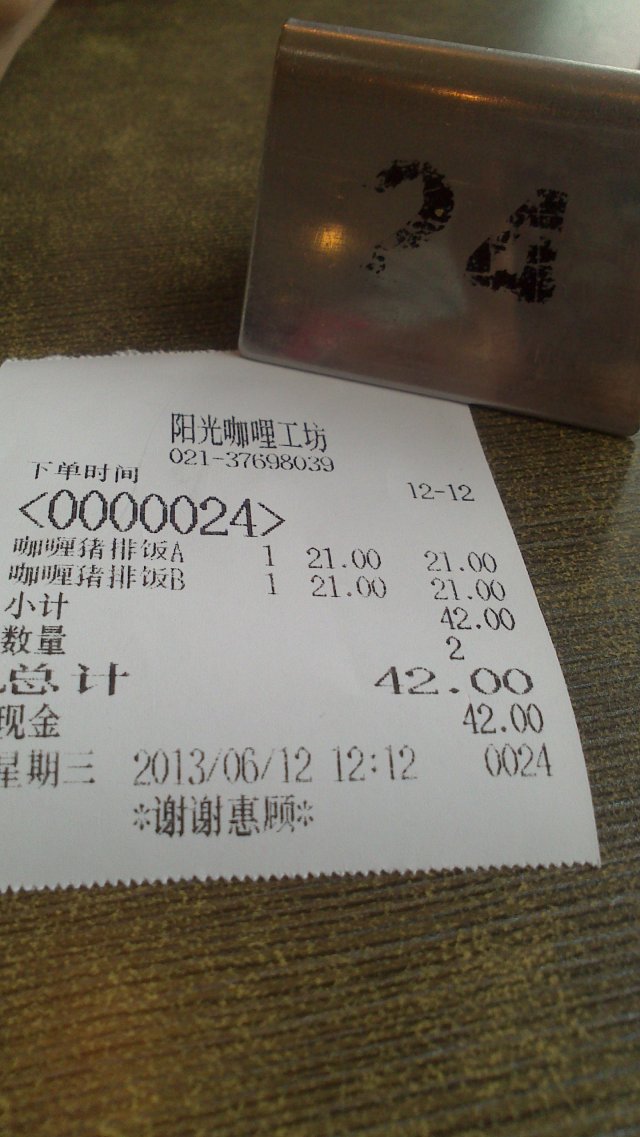 24
阳光咖喱工坊
021-37698039
下单时间 12-12
<0000024>
咖喱猪排饭A 1 21.00 21.00
咖喱猪排饭B 1 21.00 21.00
小计 42.00
数量 2
总计 42.00
现金 42.00
星期三 2013/06/12 12:12 0024
*谢谢惠顾*